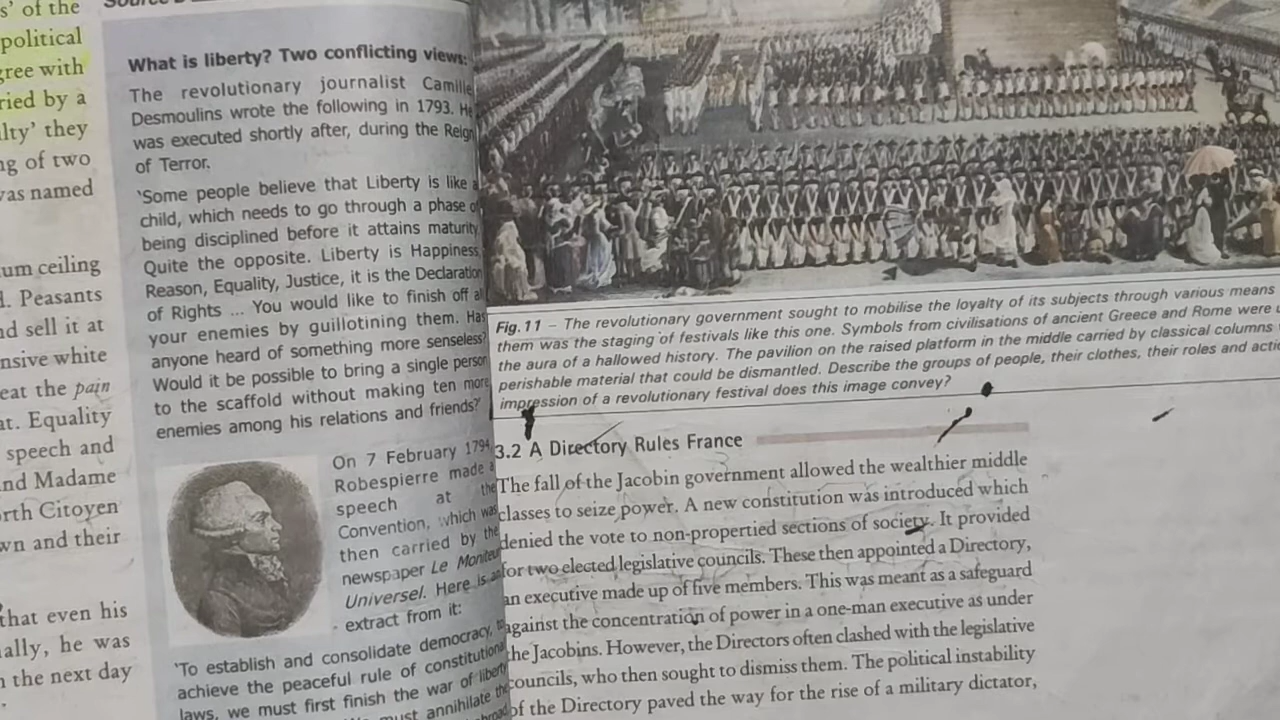 s' of the
political
gree with
ried by a
alty' they
ng of two
was named
um ceiling
d. Peasants
nd sell it at
nsive white
eat the pain
at. Equality
speech and
and Madame
orth Citoyen
wn and their
that even his
ally, he was
n the next day
What is liberty? Two conflicting views:
The revolutionary journalist Camille
Desmoulins wrote the following in 1793. He
was executed shortly after, during the Reign
of Terror.
'Some people believe that Liberty is like a
child, which needs to go through a phase of
being disciplined before it attains maturity.
Quite the opposite. Liberty is Happiness,
Reason, Equality, Justice, it is the Declaration
of Rights ... You would like to finish off all
your enemies by guillotining them. Has
anyone heard of something more senseless?
Would it be possible to bring a single person
to the scaffold without making ten more
enemies among his relations and friends?'
On 7 February 1794,
Robespierre made a
speech at the
Convention, which was
then carried by the
newspaper Le Moniteur
Universel. Here is an
extract from it:
'To establish and consolidate democracy, to
achieve the peaceful rule of constitutional
laws, we must first finish the war of liberty
must annihilate the
Fig.11 – The revolutionary government sought to mobilise the loyalty of its subjects through various means
them was the staging of festivals like this one. Symbols from civilisations of ancient Greece and Rome were
the aura of a hallowed history. The pavilion on the raised platform in the middle carried by classical columns
perishable material that could be dismantled. Describe the groups of people, their clothes, their roles and
impression of a revolutionary festival does this image convey?
3.2 A Directory Rules France
The fall of the Jacobin government allowed the wealthier middle
classes to seize power. A new constitution was introduced which
denied the vote to non-propertied sections of society. It provided
for two elected legislative councils. These then appointed a Directory,
an executive made up of five members. This was meant as a safeguard
against the concentration of power in a one-man executive as under
the Jacobins. However, the Directors often clashed with the legislative
councils, who then sought to dismiss them. The political instability
of the Directory paved the way for the rise of a military dictator,